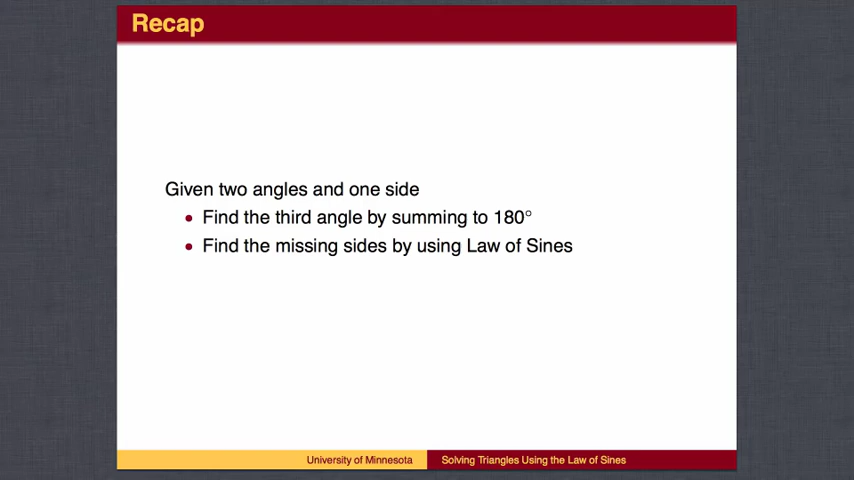 Recap
Given two angles and one side
• Find the third angle by summing to 180°
• Find the missing sides by using Law of Sines
University of Minnesota
Solving Triangles Using the Law of Sines